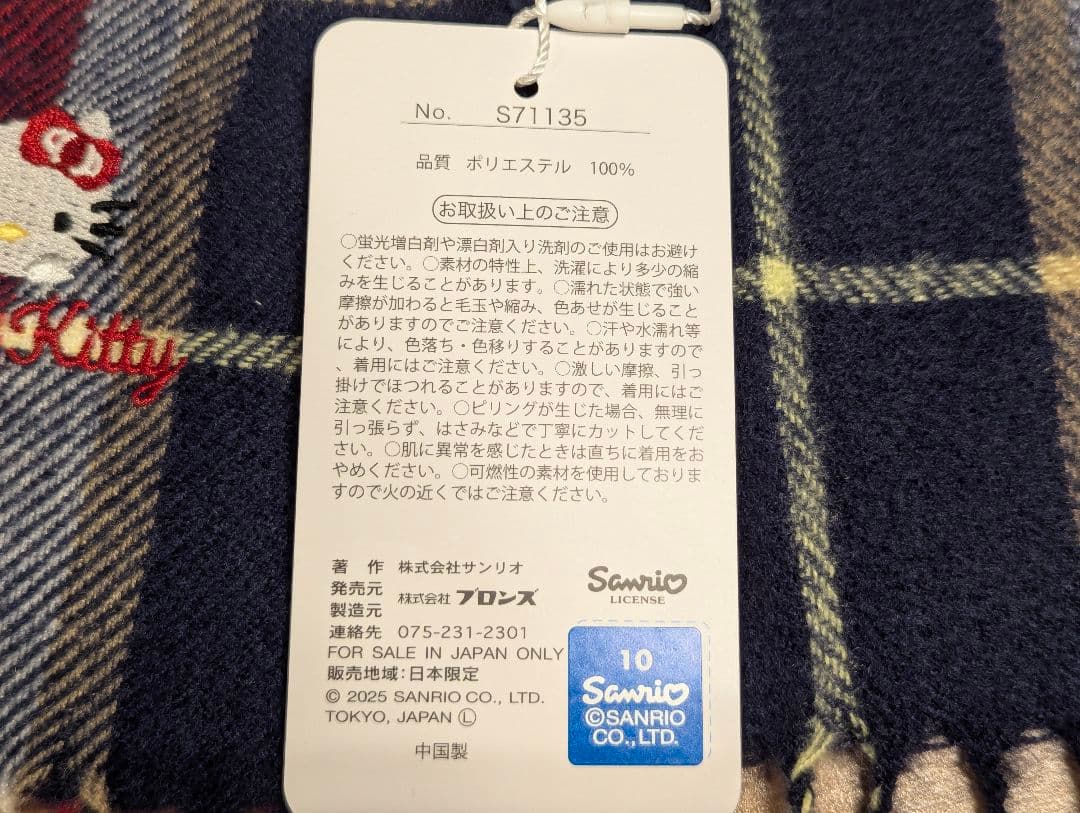 No. S71135
品質 ポリエステル 100%
お取扱い上のご注意
○蛍光増白剤や漂白剤入り洗剤のご使用はお避け
ください。○素材の特性上、洗濯により多少の縮
みを生じることがあります。○濡れた状態で強い
摩擦が加わると毛玉や縮み、色あせが生じること
がありますのでご注意ください。○汗や水濡れ等
により、色落ち・色移りすることがありますので
、着用にはご注意ください。○激しい摩擦、引っ
掛けでほつれることがありますので、着用にはご
注意ください。○ピリングが生じた場合、無理に
引っ張らず、はさみなどで丁寧にカットしてくだ
さい。○肌に異常を感じたときは直ちに着用をお
やめください。○可燃性の素材を使用しておりま
すので火の近くではご注意ください。
著 作 株式会社サンリオ
発売元
製造元
株式会社 ブロンズ
連絡先 075-231-2301
FOR SALE IN JAPAN ONLY
販売地域:日本限定
© 2025 SANRIO CO., LTD.
TOKYO, JAPAN Ⓛ
中国製
Sanrio
LICENSE
10
Sanrio
©SANRIO
CO.,LTD.
Kitty